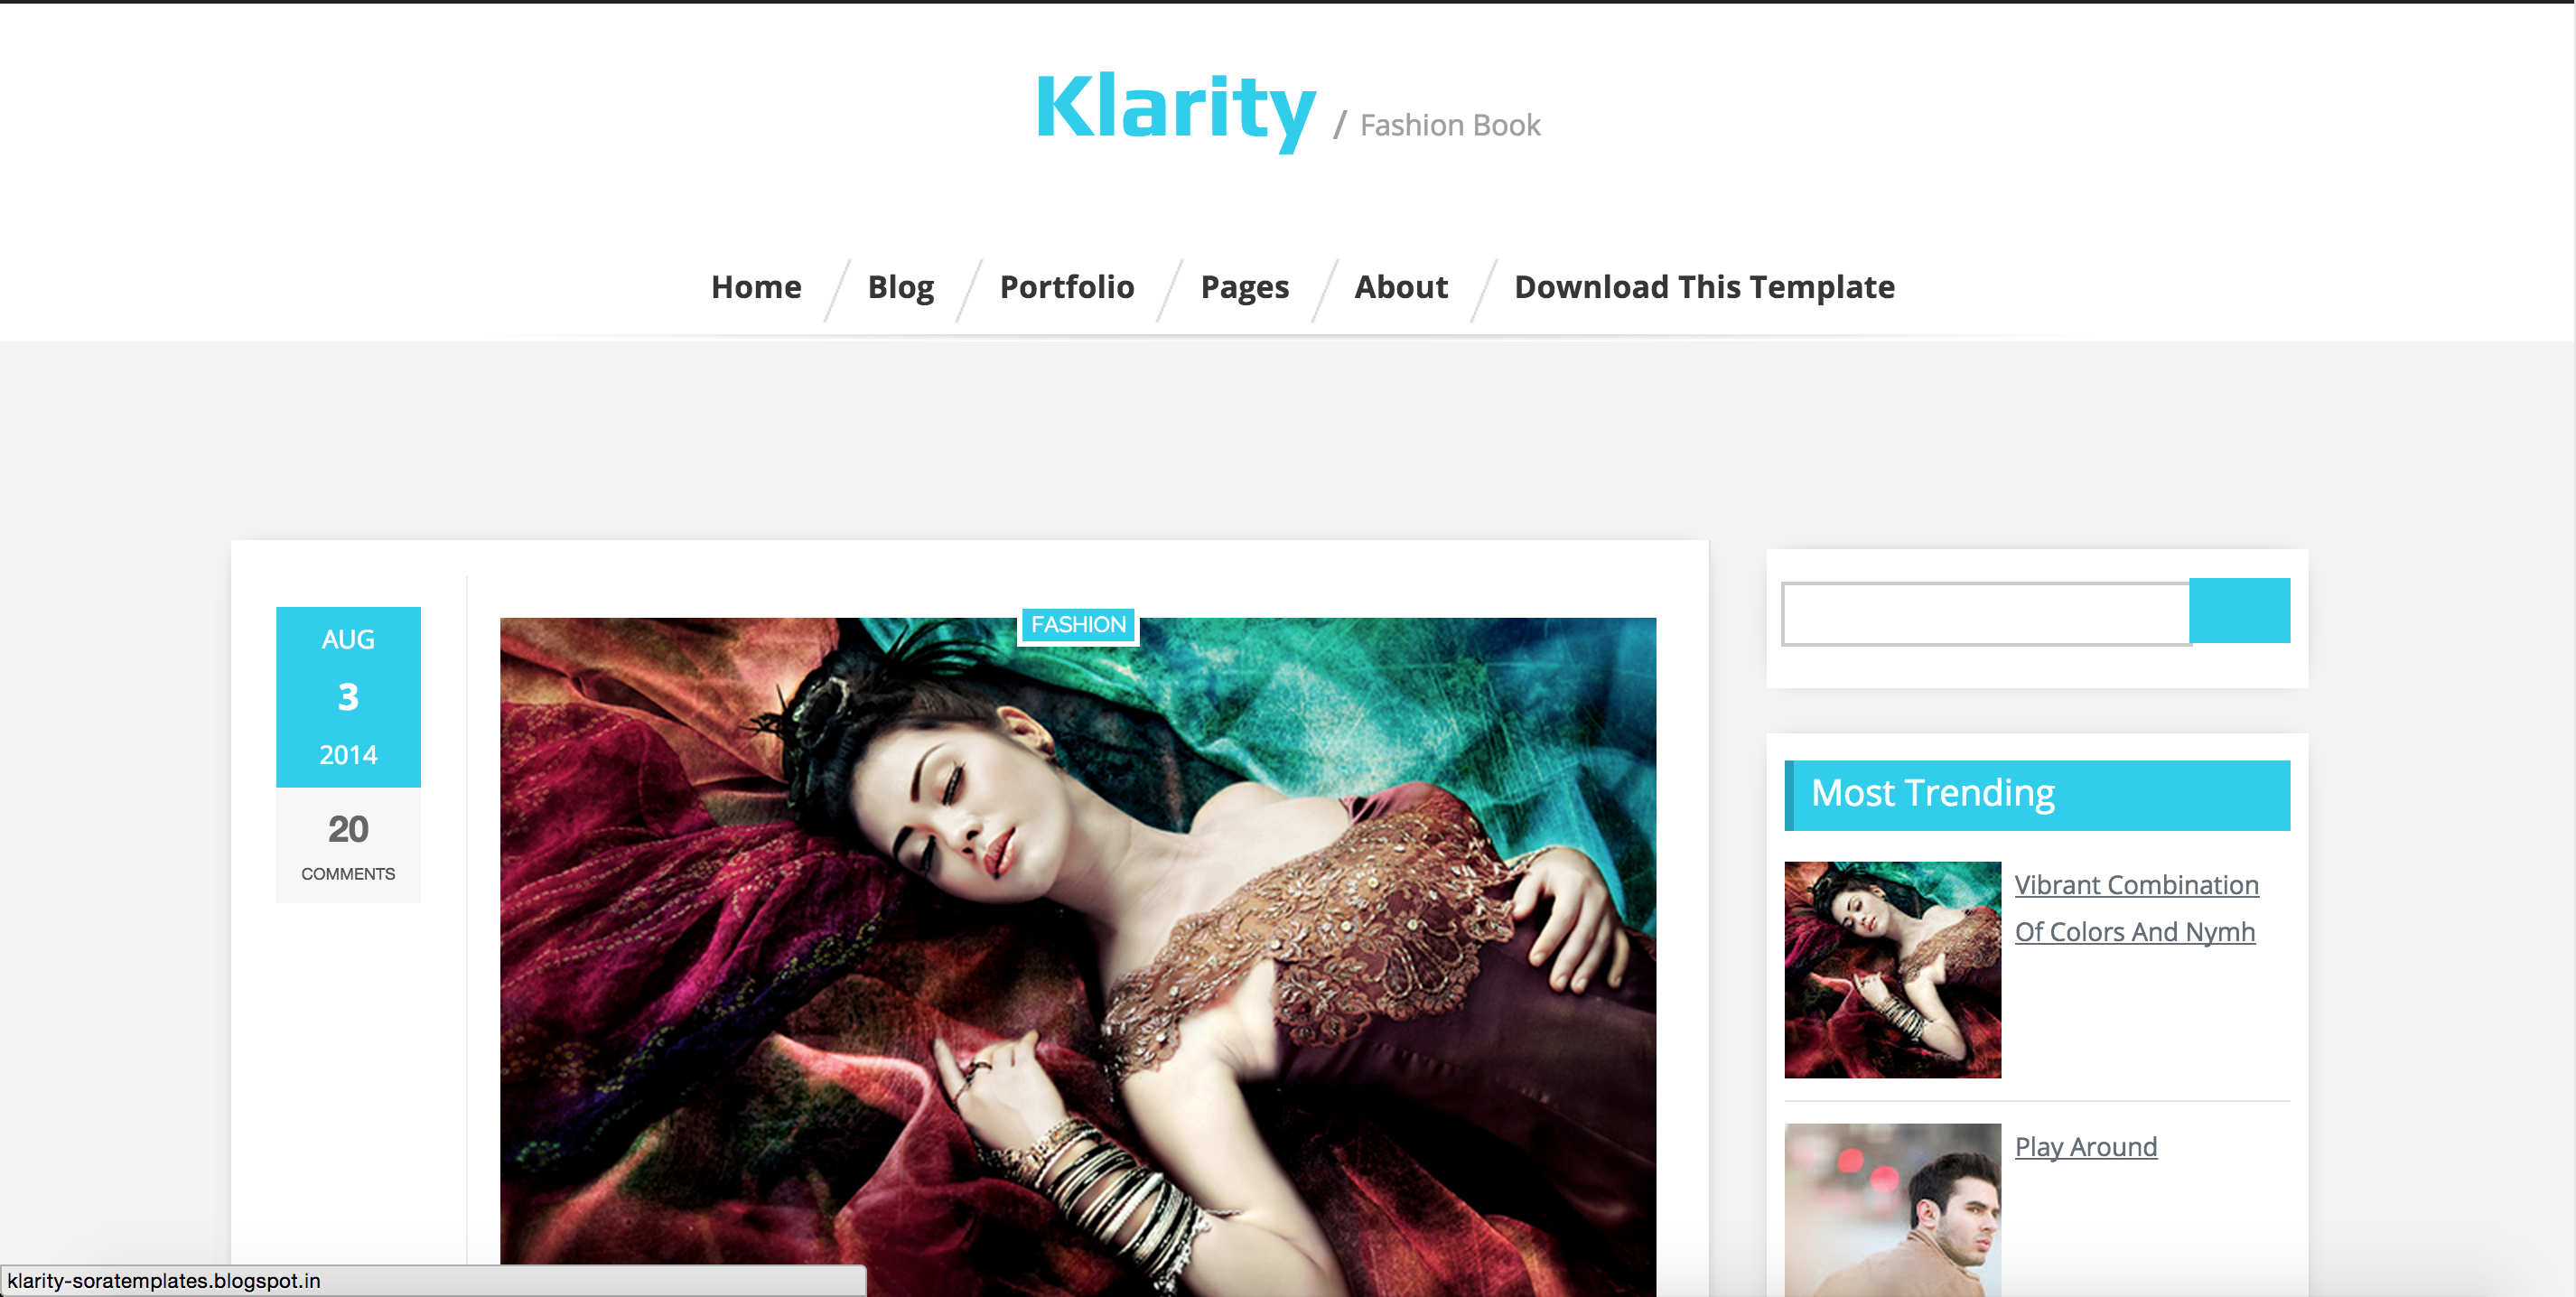 Klarity / Fashion Book
Home
Blog
Portfolio
Pages
About
Download This Template
AUG
3
2014
20
COMMENTS
FASHION
Most Trending
Vibrant Combination
Of Colors And Nymh
Play Around
klarity-soratemplates.blogspot.in